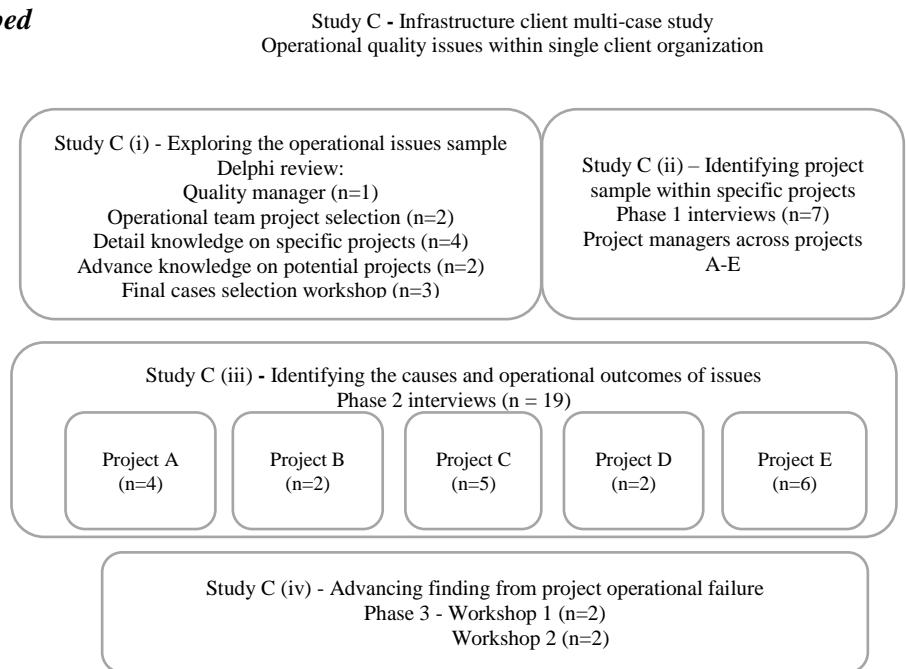 Study C - Infrastructure client multi-case study
Operational quality issues within single client organization
Study C (i) - Exploring the operational issues sample
Delphi review:
Quality manager (n=1)
Operational team project selection (n=2)
Detail knowledge on specific projects (n=4)
Advance knowledge on potential projects (n=2)
Final cases selection workshop (n=3)
Study C (ii) – Identifying project
sample within specific projects
Phase 1 interviews (n=7)
Project managers across projects
A-E
Study C (iii) - Identifying the causes and operational outcomes of issues
Phase 2 interviews (n = 19)
Project A
(n=4)
Project B
(n=2)
Project C
(n=5)
Project D
(n=2)
Project E
(n=6)
Study C (iv) - Advancing finding from project operational failure
Phase 3 - Workshop 1 (n=2)
Workshop 2 (n=2)